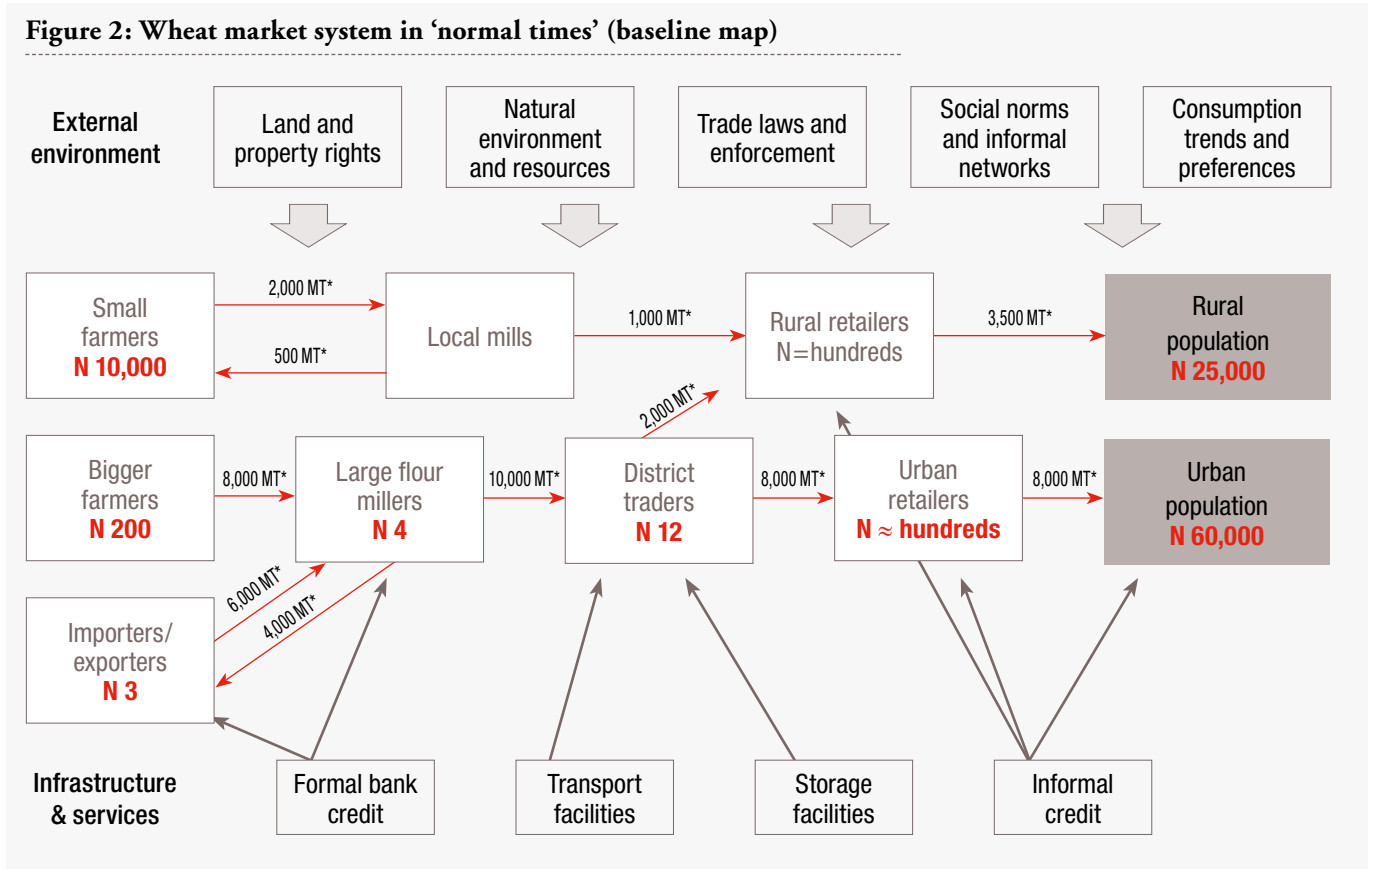 Figure 2: Wheat market system in ‘normal times’ (baseline map)
External
environment
Land and
property rights
Natural
environment
and resources
Trade laws and
enforcement
Social norms
and informal
networks
Consumption
trends and
preferences
Small
farmers
N 10,000
2,000 MT*
500 MT*
Local mills
1,000 MT*
Rural retailers
N=hundreds
3,500 MT*
Rural
population
N 25,000
2,000 MT*
Bigger
farmers
N 200
8,000 MT*
Large flour
millers
N 4
10,000 MT*
District
traders
N 12
8,000 MT*
Urban
retailers
N ≈ hundreds
8,000 MT*
Urban
population
N 60,000
6,000 MT*
4,000 MT*
Importers/
exporters
N 3
Infrastructure
& services
Formal bank
credit
Transport
facilities
Storage
facilities
Informal
credit